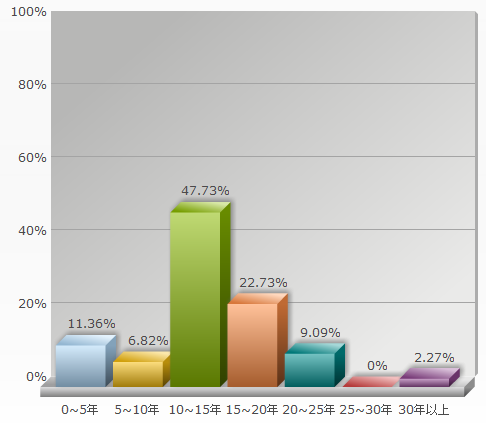 100%
80%
60%
40%
20%
0%
11.36%
6.82%
47.73%
22.73%
9.09%
0%
2.27%
0~5年
5~10年
10~15年
15~20年
20~25年
25~30年
30年以上